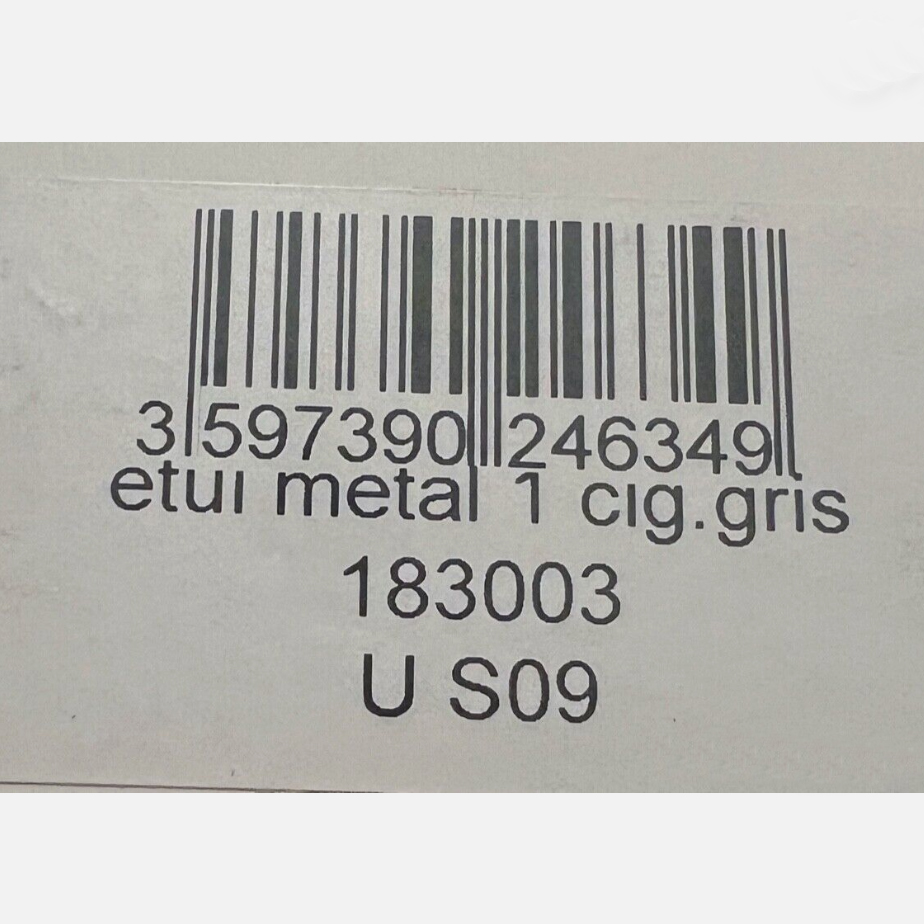 3 597390 246349
etui metal 1 cig.gris
183003
U S09